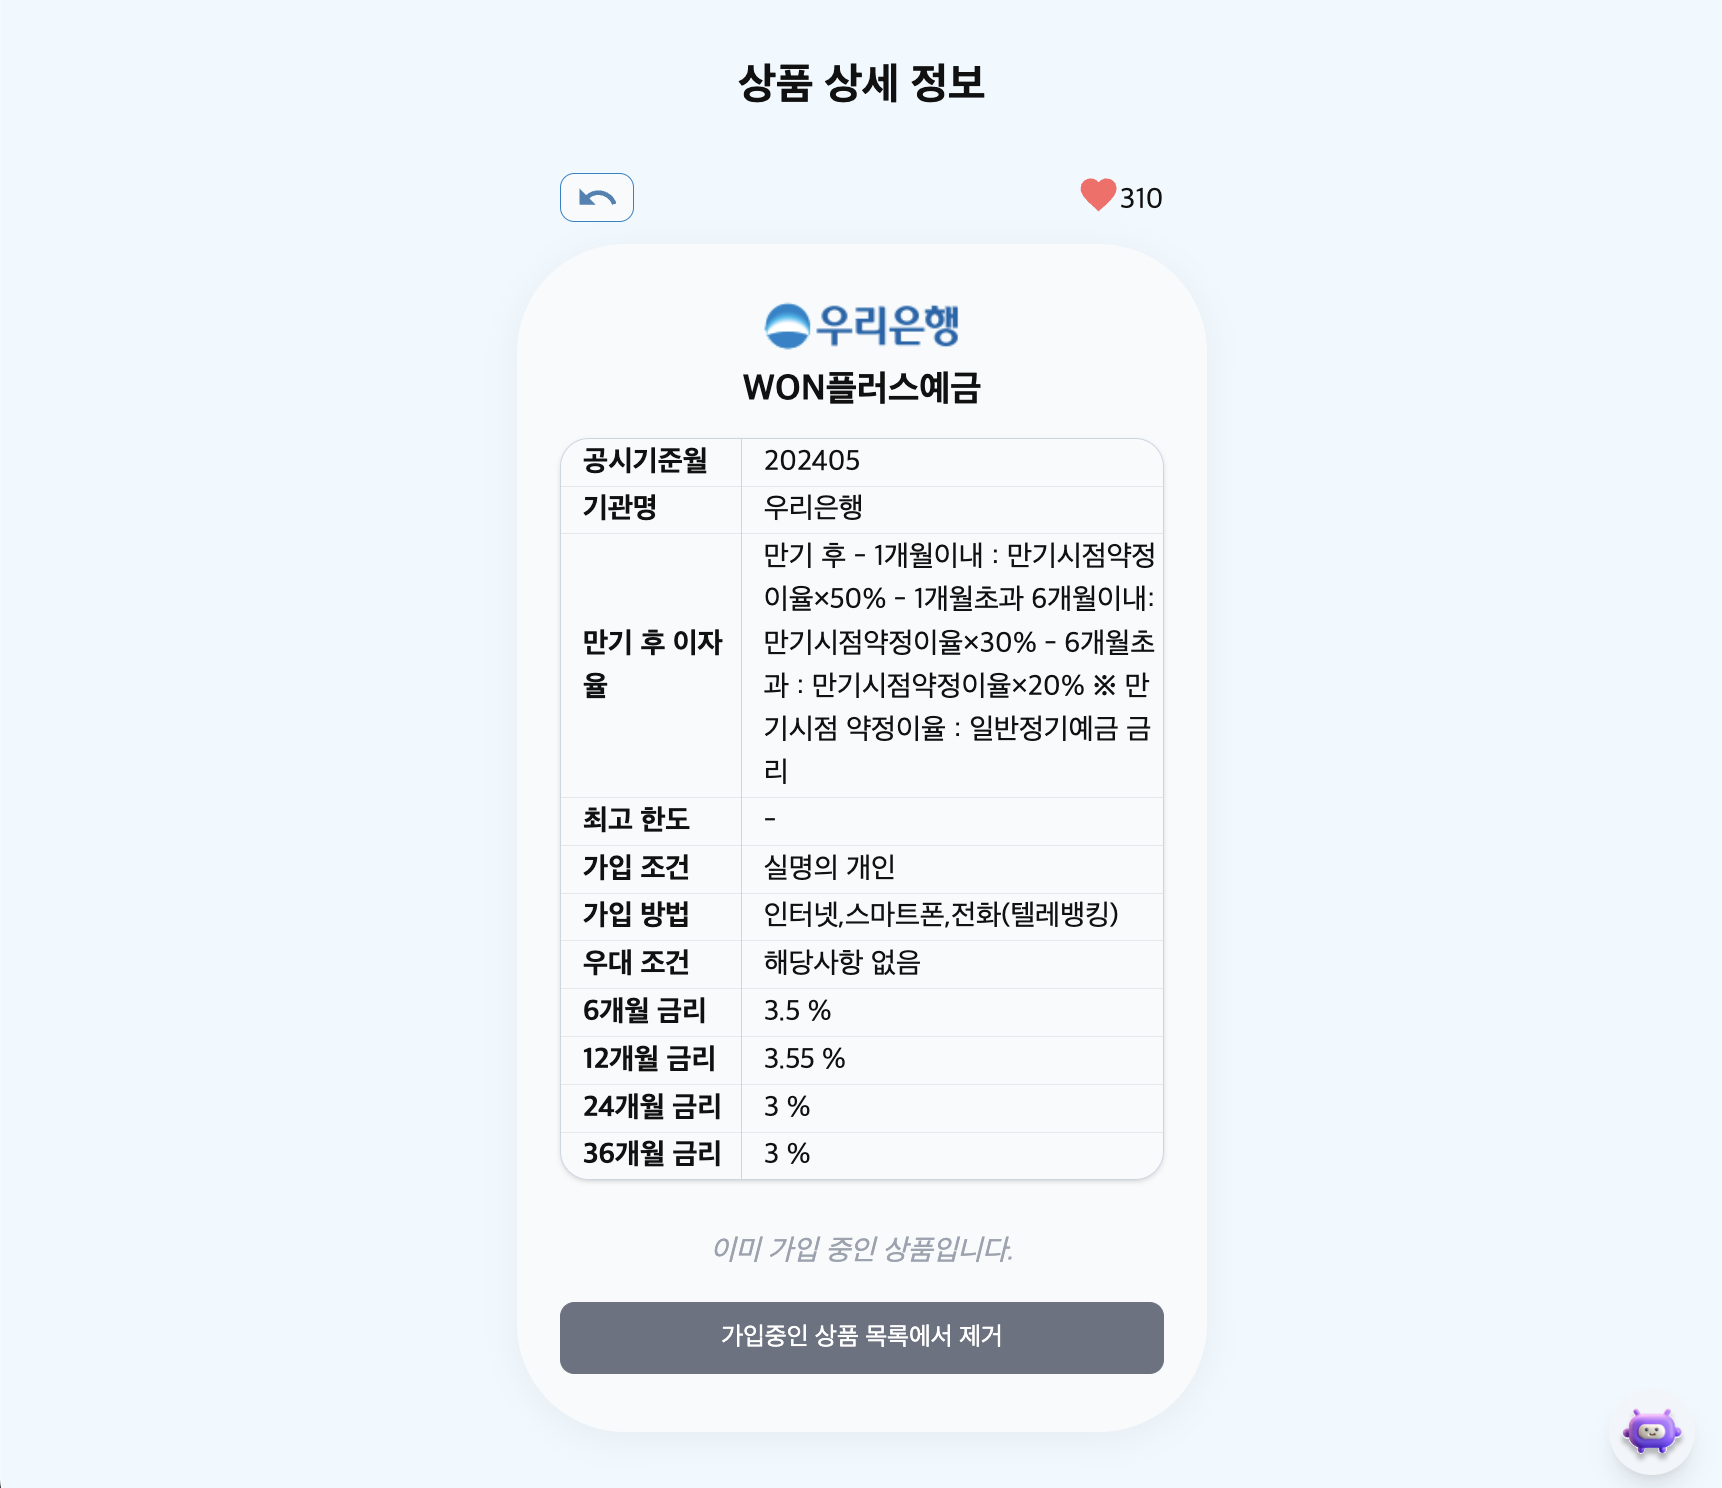 상품 상세 정보
310
우리은행
WON플러스예금
공시기준월 202405
기관명 우리은행
만기 후 이자
율
만기 후 - 1개월이내 : 만기시점약정
이율×50% - 1개월초과 6개월이내:
만기시점약정이율×30% - 6개월초
과 : 만기시점약정이율×20% ※ 만
기시점 약정이율 : 일반정기예금 금
리
최고 한도 -
가입 조건 실명의 개인
가입 방법 인터넷,스마트폰,전화(텔레뱅킹)
우대 조건 해당사항 없음
6개월 금리 3.5 %
12개월 금리 3.55 %
24개월 금리 3 %
36개월 금리 3 %
이미 가입 중인 상품입니다.
가입중인 상품 목록에서 제거